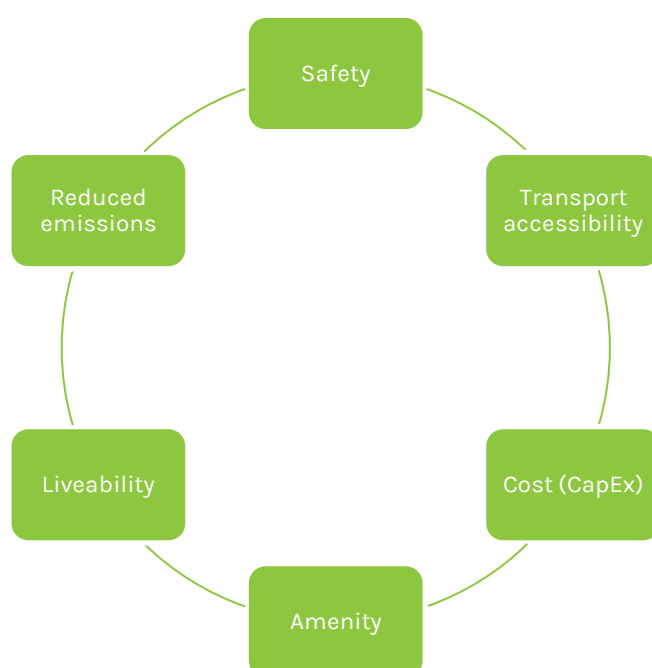 Safety
Transport
accessibility
Cost (CapEx)
Amenity
Liveability
Reduced
emissions